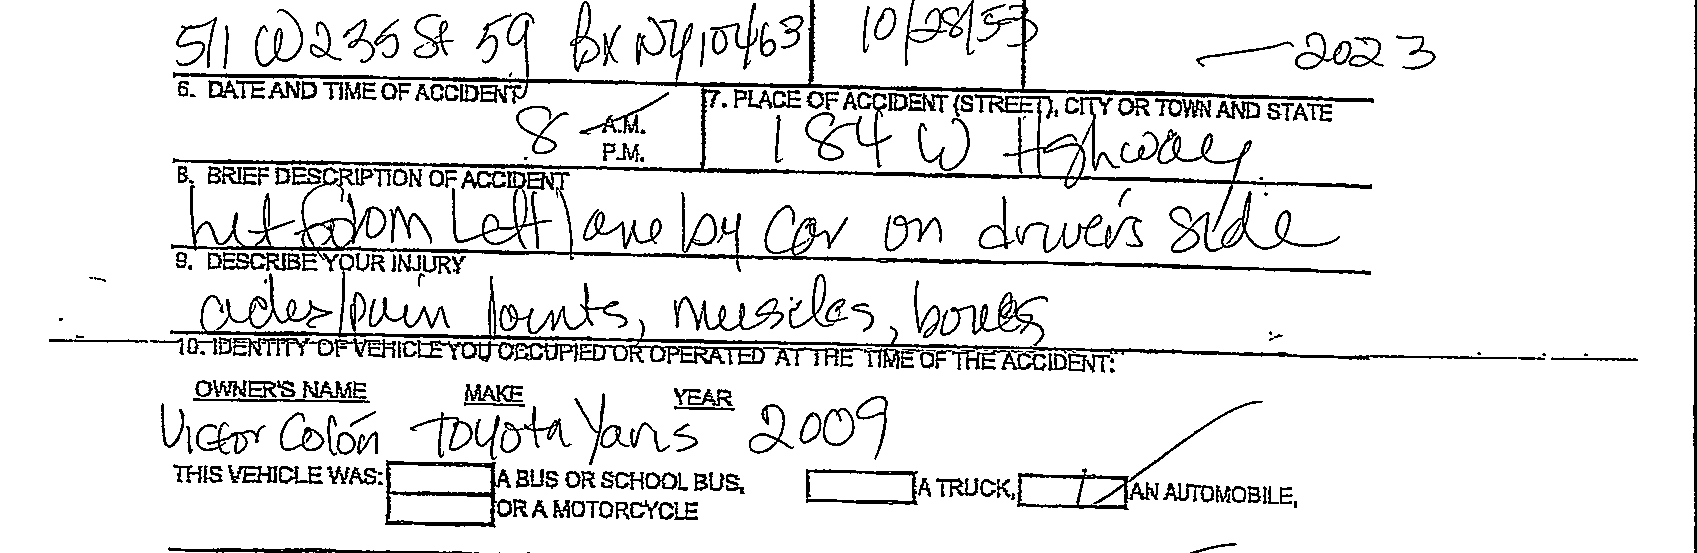 511 W 235 St 59 BX NY 10463 10/28/53 — 2023
6. DATE AND TIME OF ACCIDENT
8 A.M.
P.M.
7. PLACE OF ACCIDENT (STREET), CITY OR TOWN AND STATE
184 W Highway
8. BRIEF DESCRIPTION OF ACCIDENT
hit from Left lane by car on driver's side
9. DESCRIBE YOUR INJURY
aches/pain joints, muscles, bones
10. IDENTITY OF VEHICLE YOU OCCUPIED OR OPERATED AT THE TIME OF THE ACCIDENT:
OWNER'S NAME MAKE YEAR
Victor Colón Toyota Yaris 2009
THIS VEHICLE WAS: A BUS OR SCHOOL BUS, A TRUCK, AN AUTOMOBILE,
OR A MOTORCYCLE